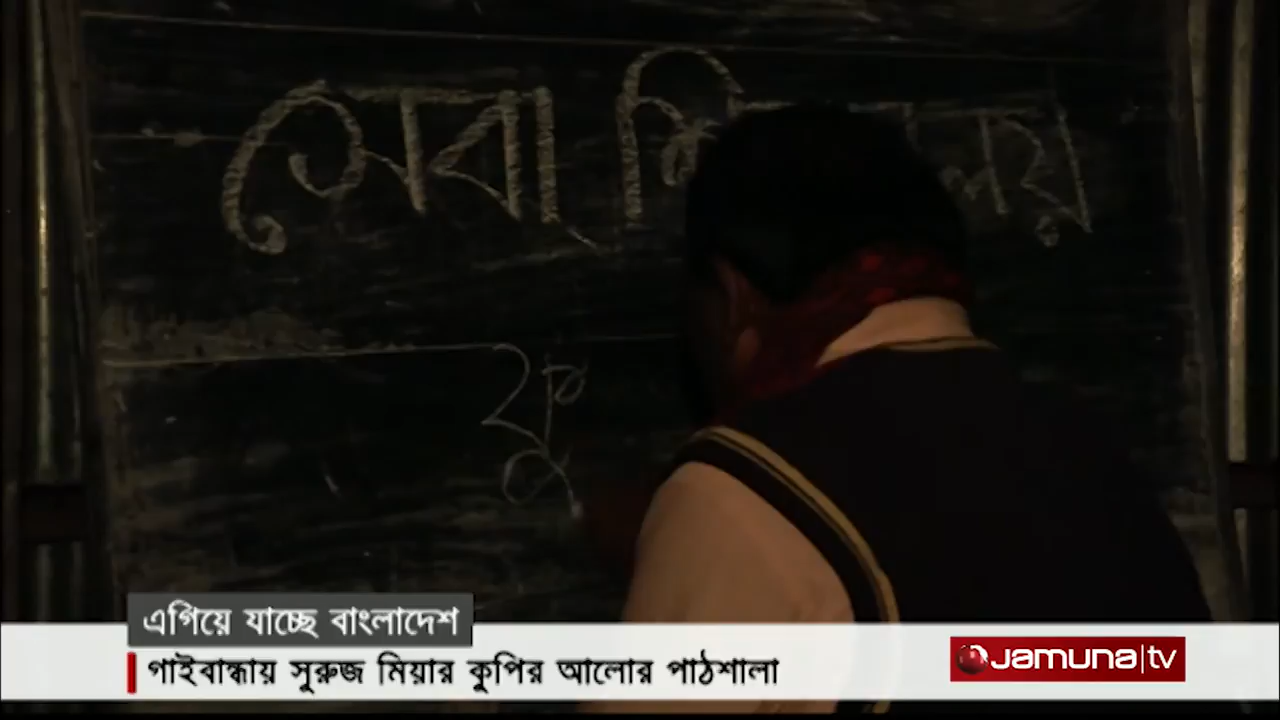 সেবা
এগিয়ে যাচ্ছে বাংলাদেশ
গাইবান্ধায় সুরুজ মিয়ার কুপির আলোর পাঠশালা
Jamuna|tv